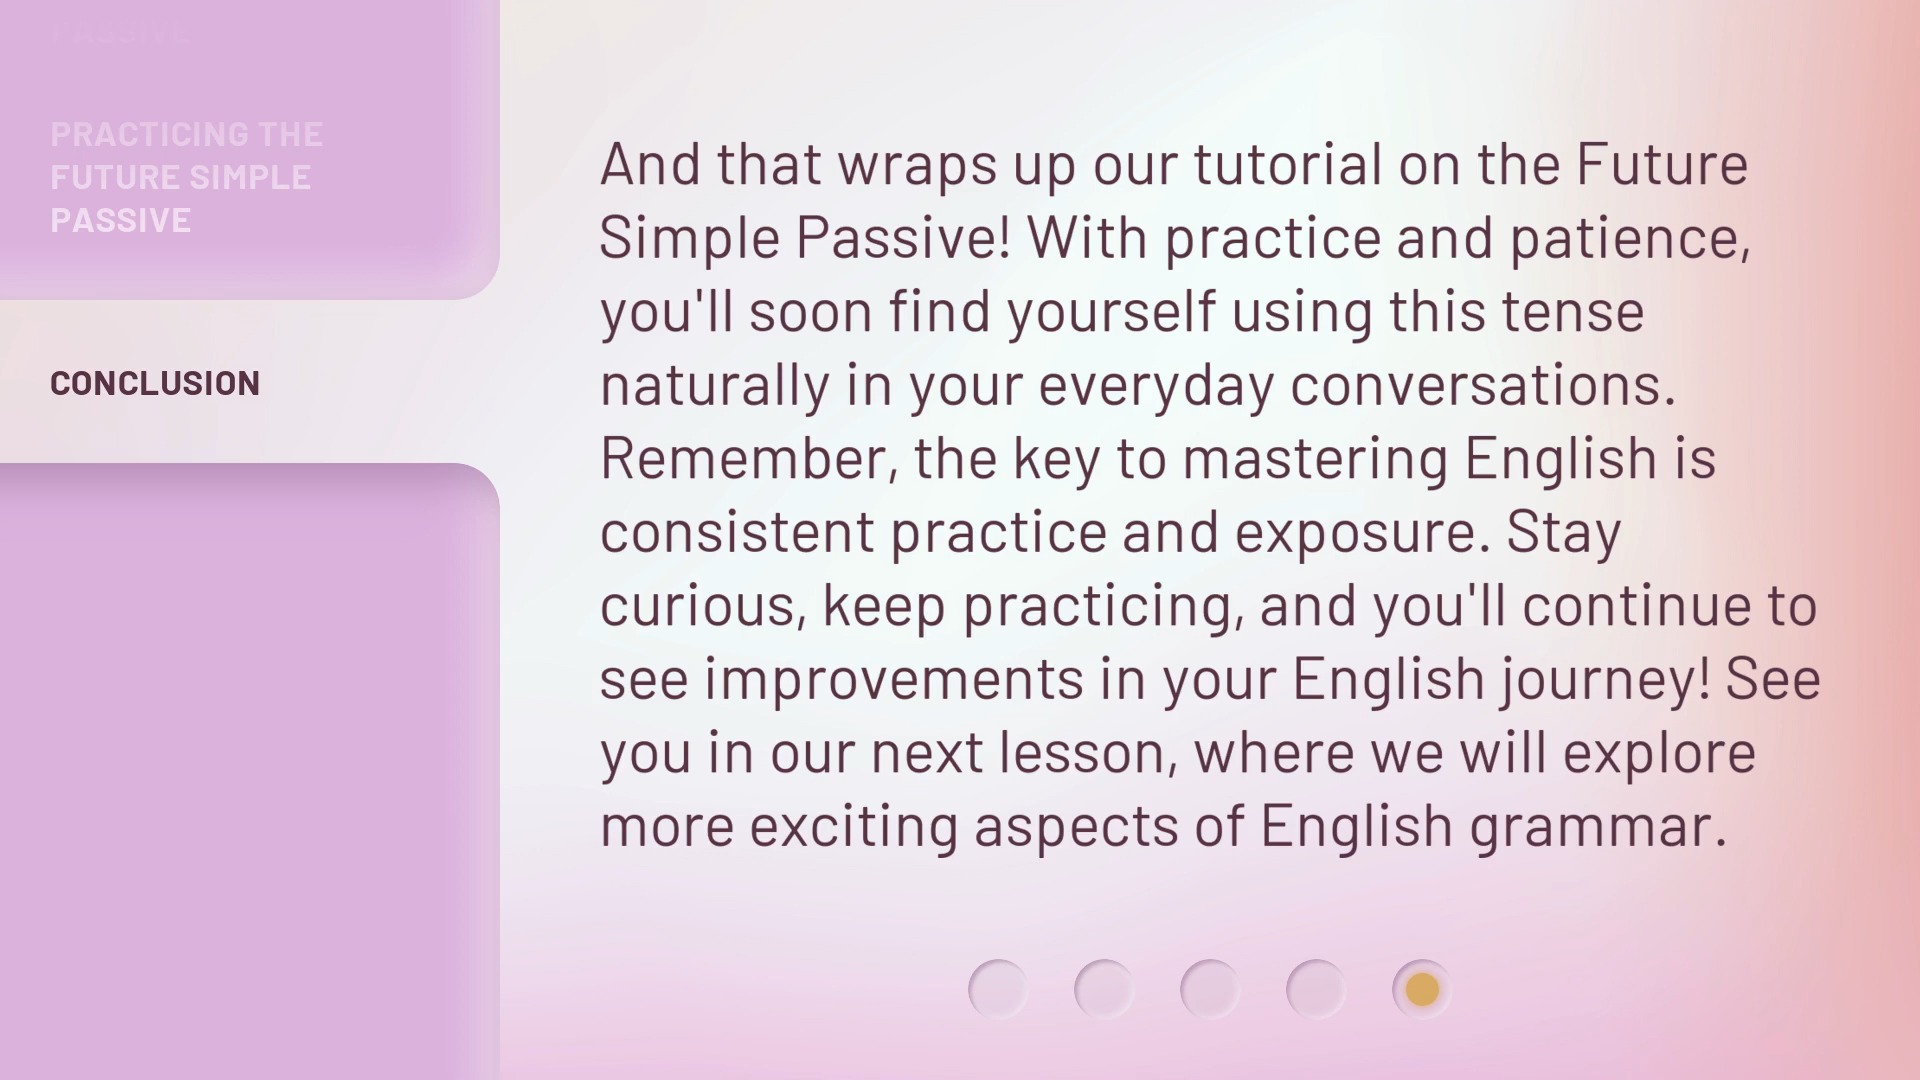 PASSIVE
PRACTICING THE
FUTURE SIMPLE
PASSIVE
CONCLUSION
And that wraps up our tutorial on the Future
Simple Passive! With practice and patience,
you'll soon find yourself using this tense
naturally in your everyday conversations.
Remember, the key to mastering English is
consistent practice and exposure. Stay
curious, keep practicing, and you'll continue to
see improvements in your English journey! See
you in our next lesson, where we will explore
more exciting aspects of English grammar.